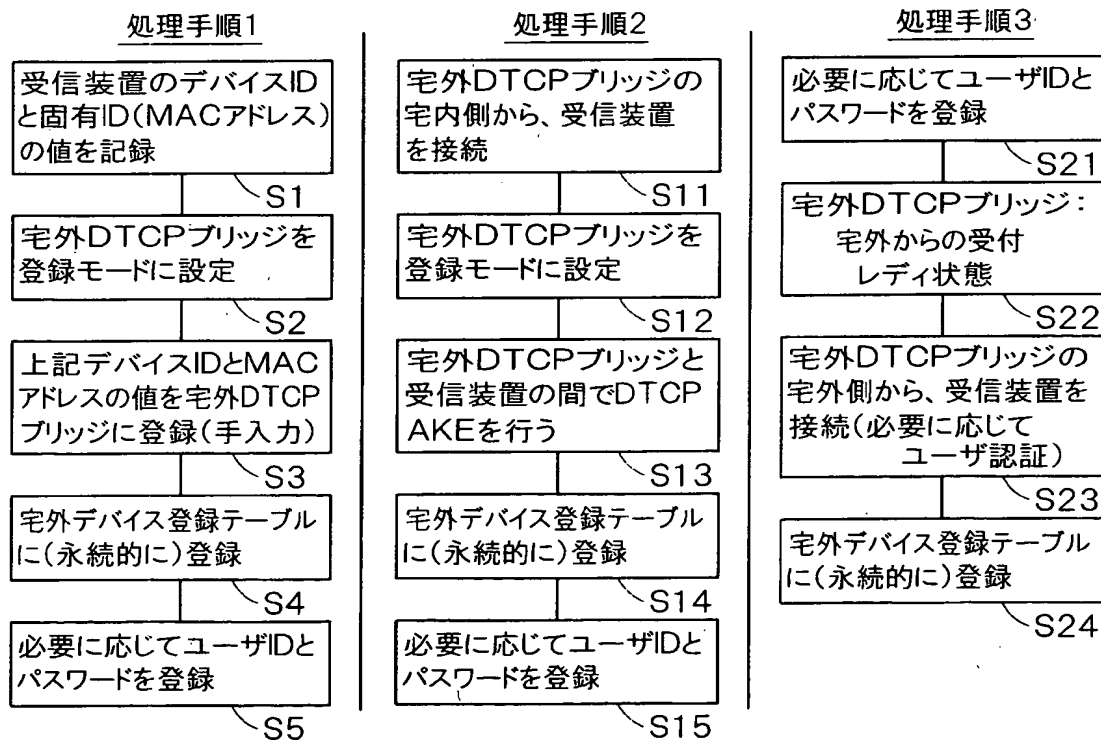 処理手順1
受信装置のデバイスID
と固有ID(MACアドレス)
の値を記録
S1
宅外DTCPブリッジを
登録モードに設定
S2
上記デバイスIDとMAC
アドレスの値を宅外DTCP
ブリッジに登録(手入力)
S3
宅外デバイス登録テーブル
に(永続的に)登録
S4
必要に応じてユーザIDと
パスワードを登録
S5
処理手順2
宅外DTCPブリッジの
宅内側から、受信装置
を接続
S11
宅外DTCPブリッジを
登録モードに設定
S12
宅外DTCPブリッジと
受信装置の間でDTCP
AKEを行う
S13
宅外デバイス登録テーブル
に(永続的に)登録
S14
必要に応じてユーザIDと
パスワードを登録
S15
処理手順3
必要に応じてユーザIDと
パスワードを登録
S21
宅外DTCPブリッジ:
宅外からの受付
レディ状態
S22
宅外DTCPブリッジの
宅外側から、受信装置を
接続(必要に応じて
ユーザ認証)
S23
宅外デバイス登録テーブル
に(永続的に)登録
S24